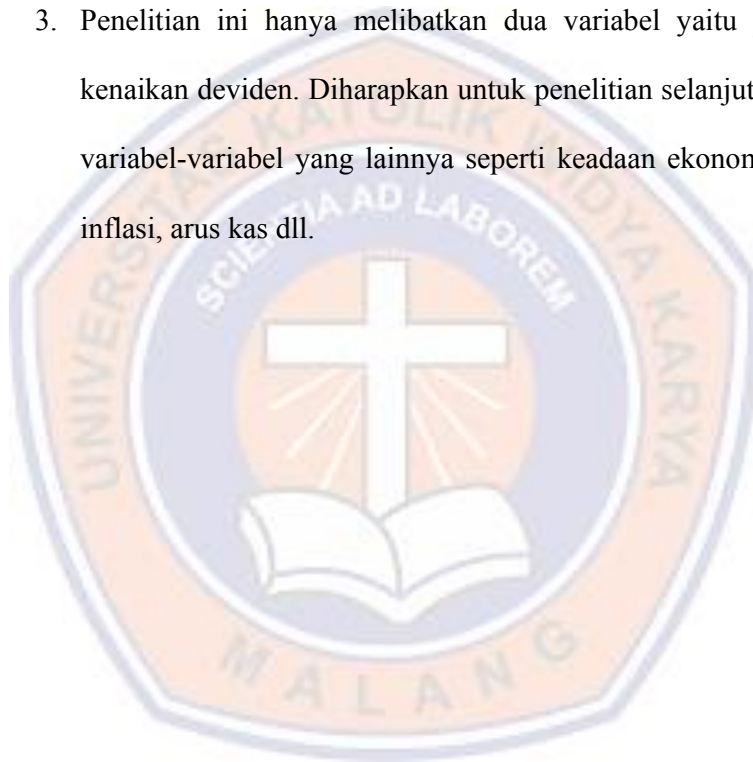 3. Penelitian ini hanya melibatkan dua variabel yaitu
kenaikan deviden. Diharapkan untuk penelitian selanjut
variabel-variabel yang lainnya seperti keadaan ekonom
inflasi, arus kas dll.
UNIVERSITAS KATOLIK WIDYA KARYA
SCIENTIA AD LABOREM
MALANG